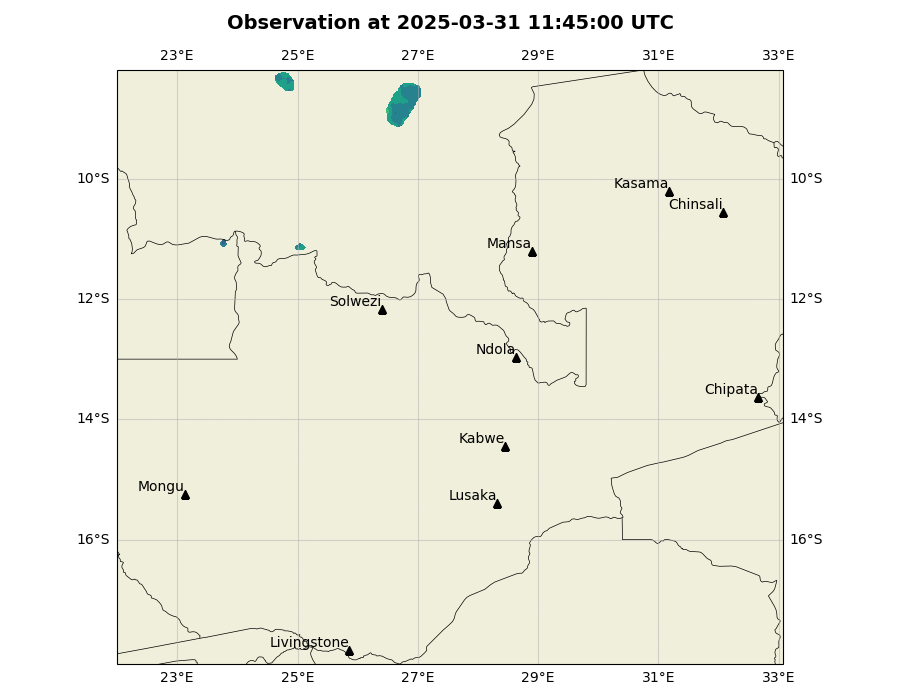 Observation at 2025-03-31 11:45:00 UTC
23°E 25°E 27°E 29°E 31°E 33°E
10°S 10°S
Kasama
Chinsali
Mansa
12°S 12°S
Solwezi
Ndola
Chipata
14°S 14°S
Kabwe
Mongu
Lusaka
16°S 16°S
Livingstone
23°E 25°E 27°E 29°E 31°E 33°E